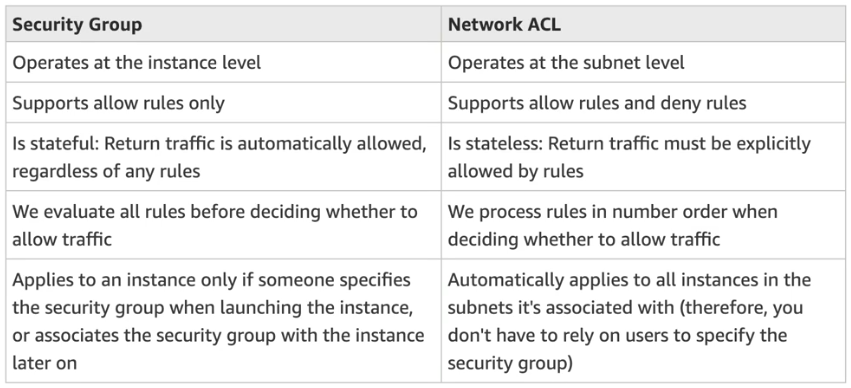 Security Group
Network ACL
Operates at the instance level
Operates at the subnet level
Supports allow rules only
Supports allow rules and deny rules
Is stateful: Return traffic is automatically allowed,
regardless of any rules
Is stateless: Return traffic must be explicitly
allowed by rules
We evaluate all rules before deciding whether to
allow traffic
We process rules in number order when
deciding whether to allow traffic
Applies to an instance only if someone specifies
the security group when launching the instance,
or associates the security group with the instance
later on
Automatically applies to all instances in the
subnets it's associated with (therefore, you
don't have to rely on users to specify the
security group)